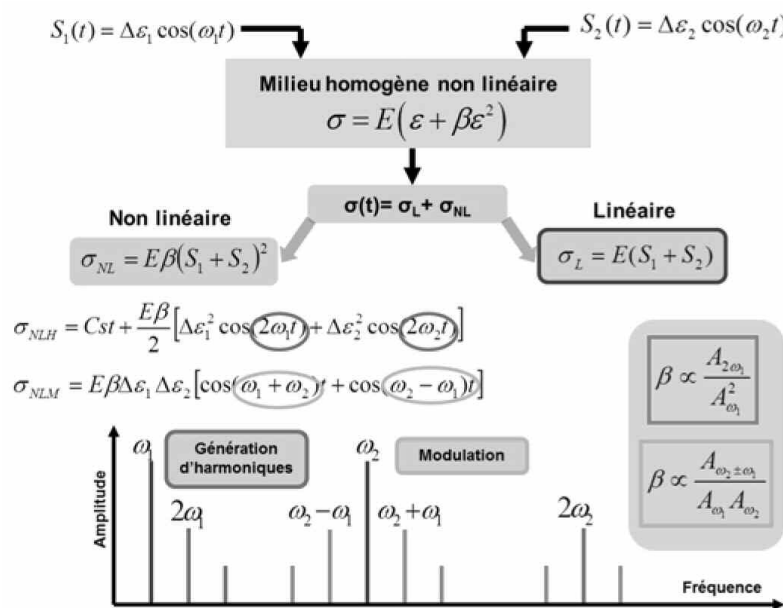 S₁(t) = Δε₁ cos(ω₁t)
S₂(t) = Δε₂ cos(ω₂t)
Milieu homogène non linéaire
σ = E(ε + βε²)
σ(t)= σ_L + σ_NL
Non linéaire
Linéaire
σ_NL = Eβ(S₁ + S₂)²
σ_L = E(S₁ + S₂)
σ_NLH = Cst + Eβ/2 [Δε₁² cos(2ω₁t) + Δε₂² cos(2ω₂t)]
σ_NLM = EβΔε₁ Δε₂ [cos(ω₁ + ω₂)t + cos(ω₂ − ω₁)t]
β ∝ A_2ω₁ / A_ω₁²
β ∝ A_ω₂±ω₁ / A_ω₁ A_ω₂
Amplitude
ω₁
Génération
d'harmoniques
ω₂
Modulation
2ω₁
ω₂ − ω₁
ω₂ + ω₁
2ω₂
Fréquence